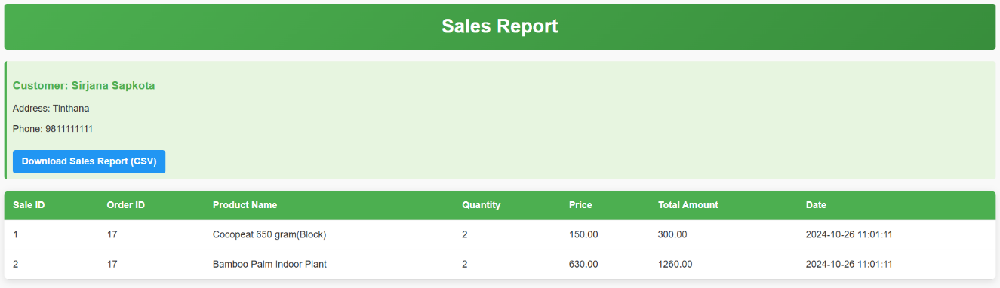 Sales Report
Customer: Sirjana Sapkota
Address: Tinthana
Phone: 9811111111
Download Sales Report (CSV)
Sale ID Order ID Product Name Quantity Price Total Amount Date
1 17 Cocopeat 650 gram(Block) 2 150.00 300.00 2024-10-26 11:01:11
2 17 Bamboo Palm Indoor Plant 2 630.00 1260.00 2024-10-26 11:01:11